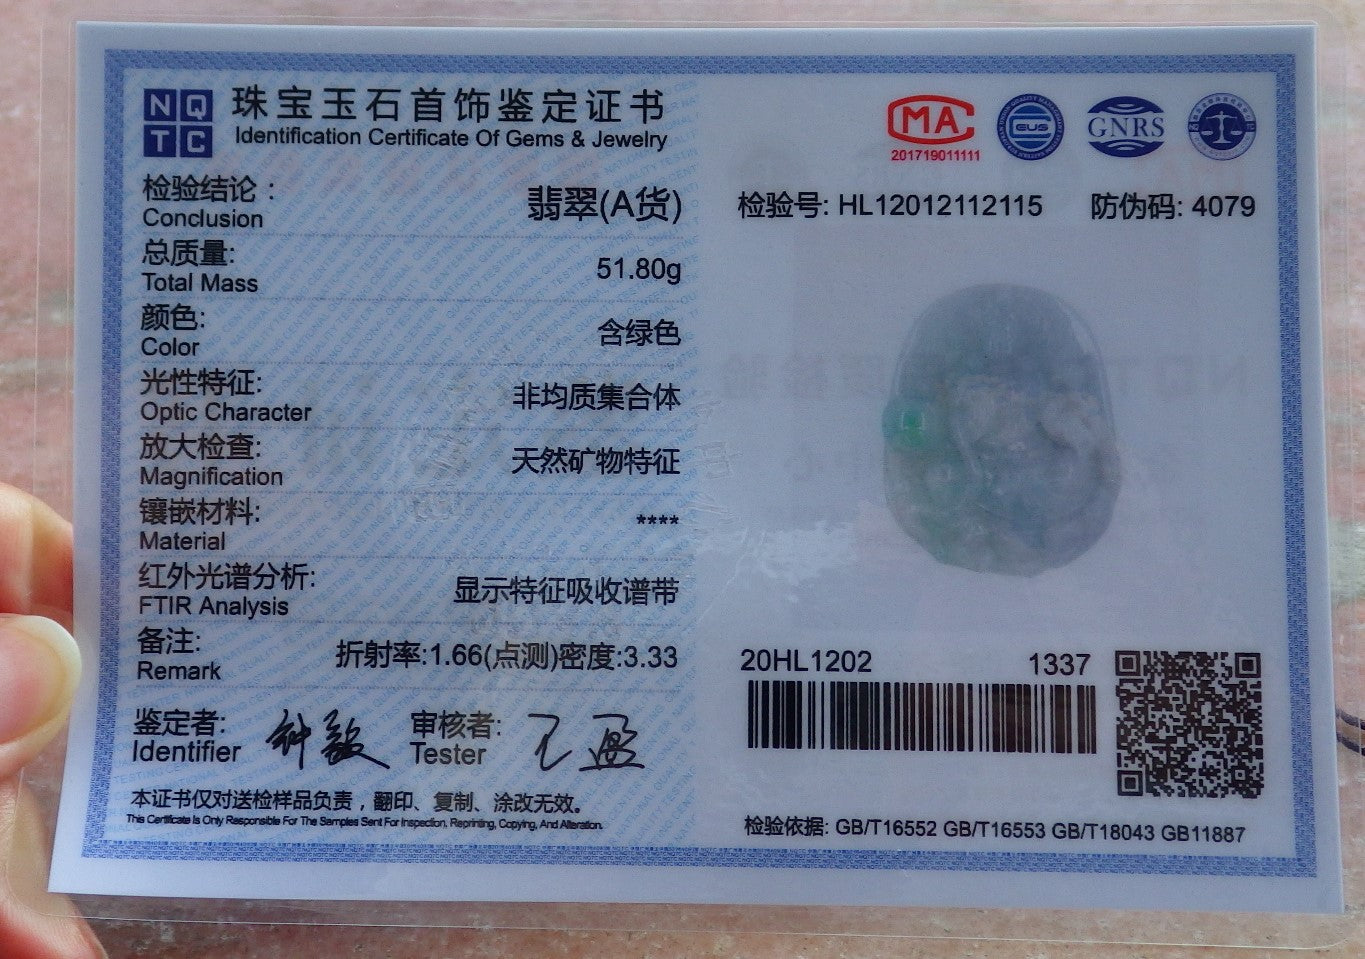 NQ
TC
珠宝玉石首饰鉴定证书
Identification Certificate Of Gems & Jewelry
检验结论： 翡翠(A货)
Conclusion
总质量: 51.80g
Total Mass
颜色: 含绿色
Color
光性特征: 非均质集合体
Optic Character
放大检查: 天然矿物特征
Magnification
镶嵌材料: ****
Material
红外光谱分析: 显示特征吸收谱带
FTIR Analysis
备注: 折射率:1.66(点测)密度:3.33
Remark
鉴定者: 审核者:
Identifier Tester
本证书仅对送检样品负责，翻印、复制、涂改无效。
This Certificate Is Only Responsible For The Samples Sent For Inspection, Reprinting, Copying, And Alteration.
MA
201719011111
GNRS
检验号: HL12012112115 防伪码: 4079
20HL1202 1337
检验依据: GB/T16552 GB/T16553 GB/T18043 GB11887